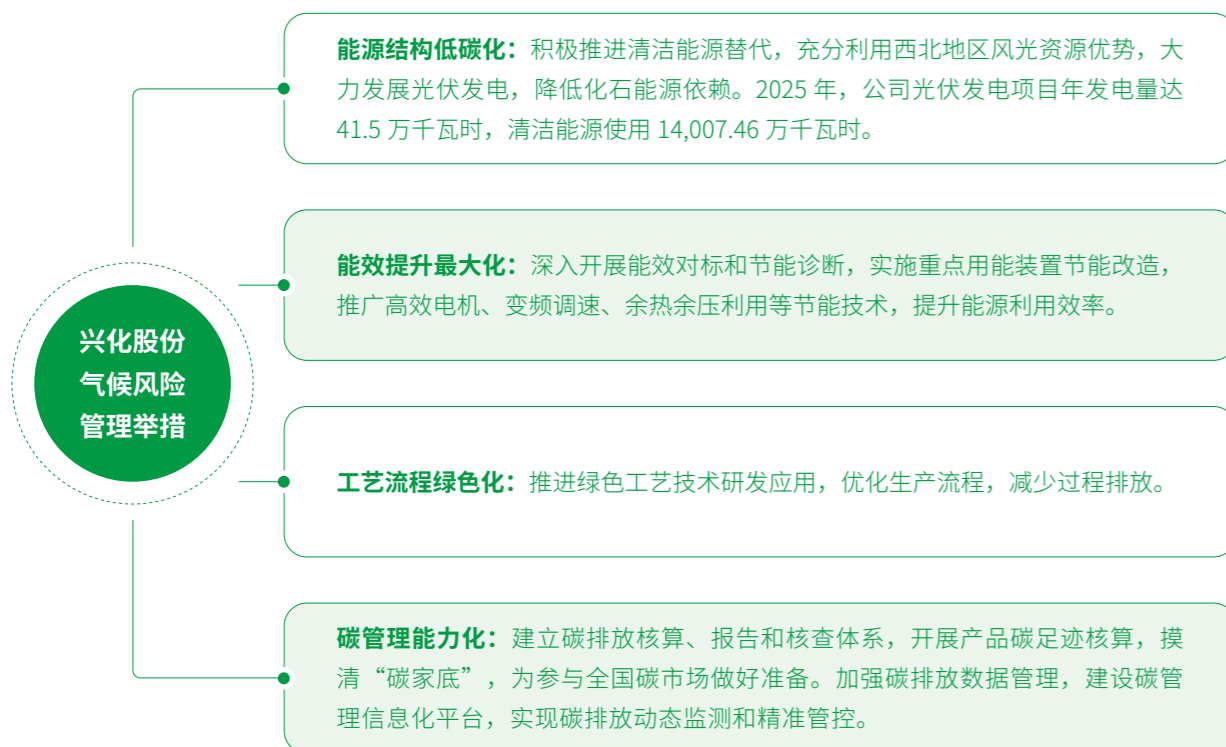 能源结构低碳化：积极推进清洁能源替代，充分利用西北地区风光资源优势，大
力发展光伏发电，降低化石能源依赖。2025 年，公司光伏发电项目年发电量达
41.5 万千瓦时，清洁能源使用 14,007.46 万千瓦时。
能效提升最大化：深入开展能效对标和节能诊断，实施重点用能装置节能改造，
推广高效电机、变频调速、余热余压利用等节能技术，提升能源利用效率。
兴化股份
气候风险
管理举措
工艺流程绿色化：推进绿色工艺技术研发应用，优化生产流程，减少过程排放。
碳管理能力化：建立碳排放核算、报告和核查体系，开展产品碳足迹核算，摸
清“碳家底”，为参与全国碳市场做好准备。加强碳排放数据管理，建设碳管
理信息化平台，实现碳排放动态监测和精准管控。